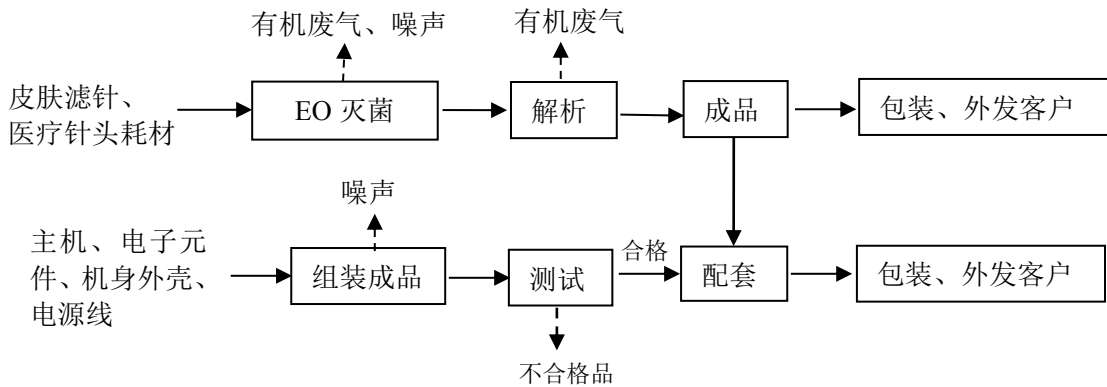 有机废气、噪声
有机废气
皮肤滤针、
医疗针头耗材
EO 灭菌
解析
成品
包装、外发客户
噪声
主机、电子元
件、机身外壳、
电源线
组装成品
测试
合格
配套
包装、外发客户
不合格品